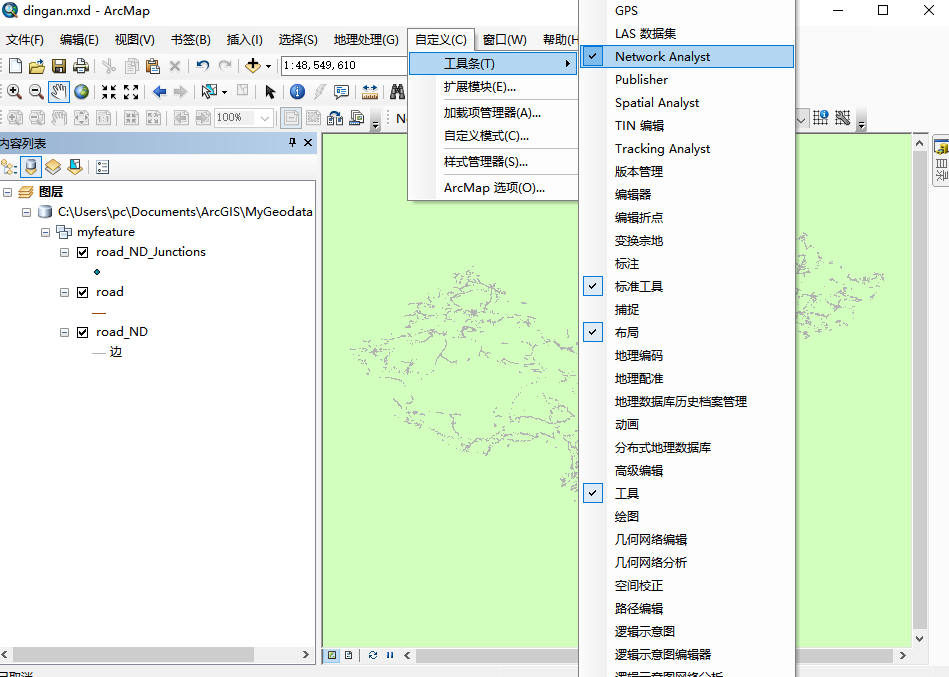 dingan.mxd - ArcMap
文件(F) 编辑(E) 视图(V) 书签(B) 插入(I) 选择(S) 地理处理(G) 自定义(C) 窗口(W) 帮助(H
1:48,549,610
100%
内容列表
图层
C:\Users\pc\Documents\ArcGIS\MyGeodata
myfeature
road_ND_Junctions
road
road_ND
边
工具条(T)
扩展模块(E)...
加载项管理器(A)...
自定义模式(C)...
样式管理器(S)...
ArcMap 选项(O)...
GPS
LAS 数据集
Network Analyst
Publisher
Spatial Analyst
TIN 编辑
Tracking Analyst
版本管理
编辑器
编辑折点
变换宗地
标注
标准工具
捕捉
布局
地理编码
地理配准
地理数据库历史档案管理
动画
分布式地理数据库
高级编辑
工具
绘图
几何网络编辑
几何网络分析
空间校正
路径编辑
逻辑示意图
逻辑示意图编辑器
逻辑示意图网络分析